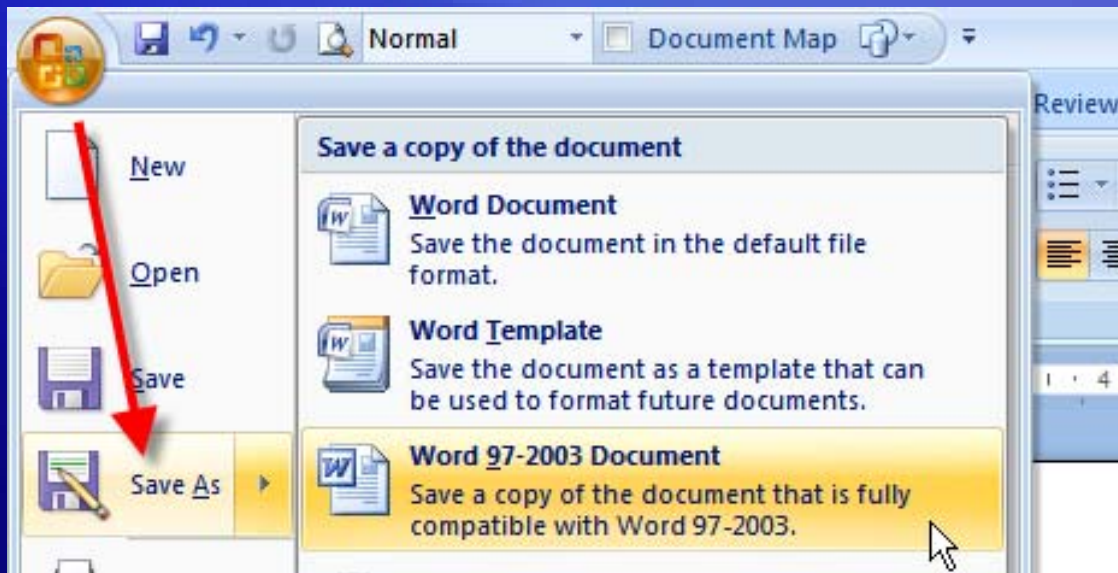 Normal
Document Map
Review
New
Save a copy of the document
Word Document
Save the document in the default file
format.
Open
Word Template
Save the document as a template that can
be used to format future documents.
Save
4
Word 97-2003 Document
Save a copy of the document that is fully
compatible with Word 97-2003.
Save As